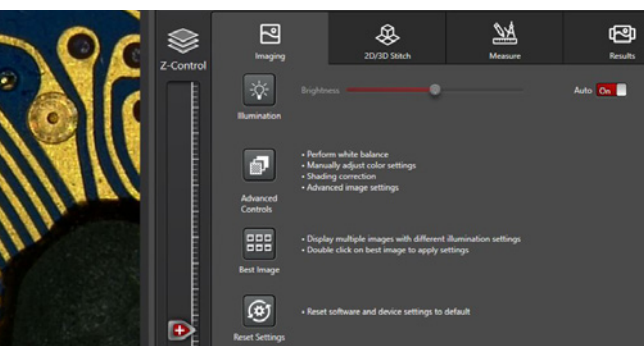 Z-Control
Imaging
2D/3D Stitch
Measure
Results
Illumination
Brightness
Auto On
Advanced
Controls
• Perform white balance
• Manually adjust color settings
• Shading correction
• Advanced image settings
Best Image
• Display multiple images with different illumination settings
• Double click on best image to apply settings
Reset Settings
• Reset software and device settings to default